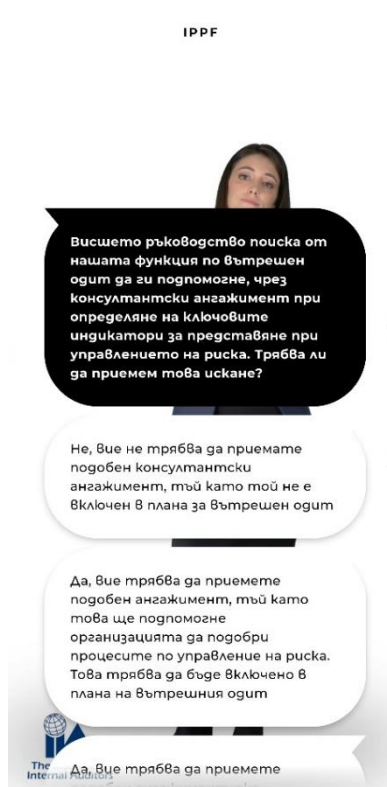 IPPF
Висшето ръководство поиска от
нашата функция по вътрешен
одит да ги подпомогне, чрез
консултантски ангажимент при
определяне на ключовите
индикатори за представяне при
управлението на риска. Трябва ли
да приемем това искане?
Не, вие не трябва да приемате
подобен консултантски
ангажимент, тъй като той не е
включен в плана за вътрешен одит
Да, вие трябва да приемете
подобен ангажимент, тъй като
това ще подпомогне
организацията да подобри
процесите по управление на риска.
Това трябва да бъде включено в
плана на вътрешния одит
The
Internal Auditors
Да, вие трябва да приемете